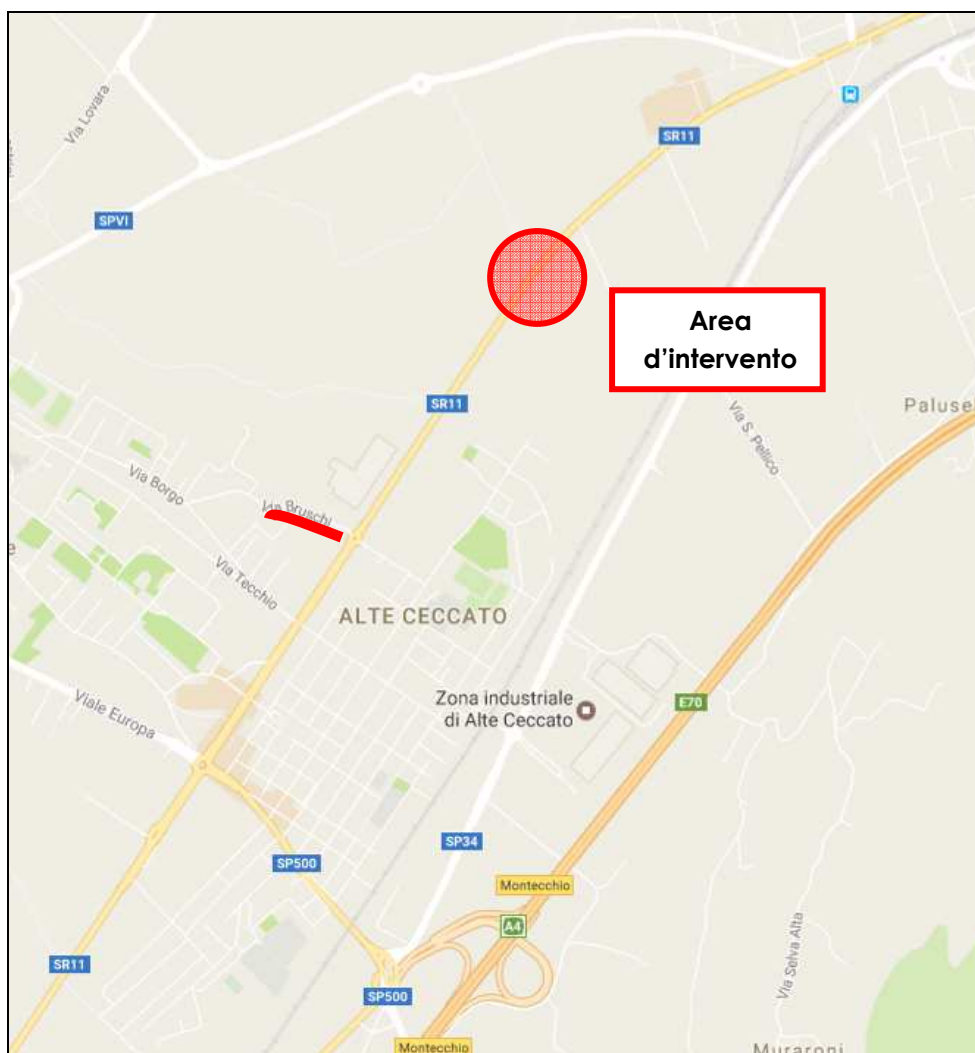 Via Lovara
SR11
SPVI
Area
d'intervento
SR11
Via S. Pellico
Via Borgo
Via Bruschi
Via Tecchio
ALTE CECCATO
Viale Europa
Zona industriale
di Alte Ceccato
E70
SP34
SP500
Montecchio
A4
Via Selva Alta
SR11
SP500
Montecchio
Muraroni